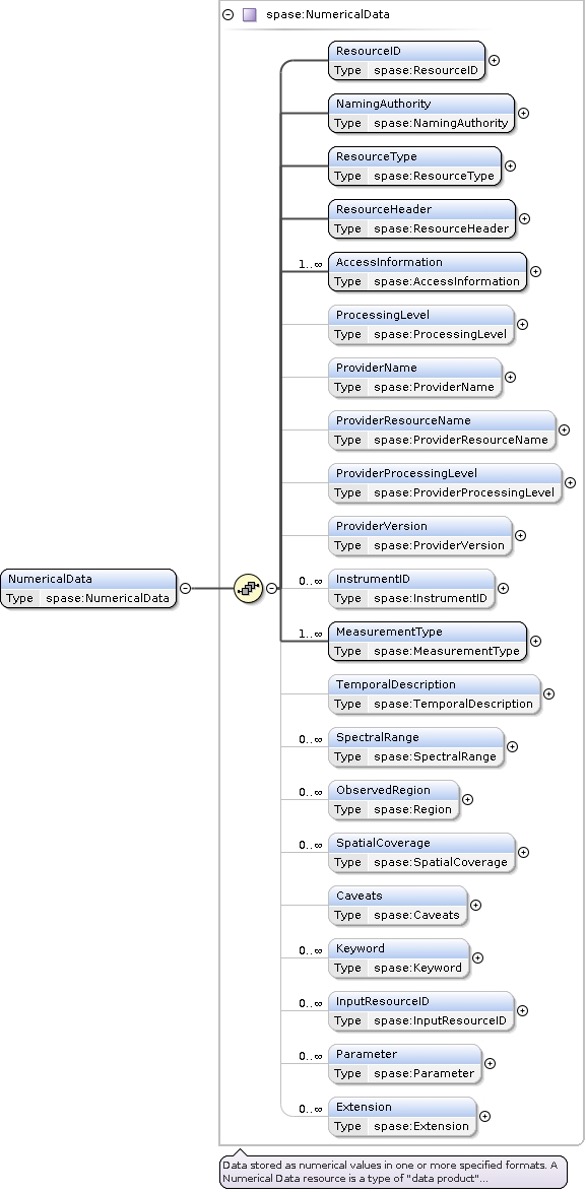 spase:NumericalData
ResourceID
Type spase:ResourceID
NamingAuthority
Type spase:NamingAuthority
ResourceType
Type spase:ResourceType
ResourceHeader
Type spase:ResourceHeader
1..∞
AccessInformation
Type spase:AccessInformation
ProcessingLevel
Type spase:ProcessingLevel
ProviderName
Type spase:ProviderName
ProviderResourceName
Type spase:ProviderResourceName
ProviderProcessingLevel
Type spase:ProviderProcessingLevel
ProviderVersion
Type spase:ProviderVersion
NumericalData
Type spase:NumericalData
0..∞
InstrumentID
Type spase:InstrumentID
1..∞
MeasurementType
Type spase:MeasurementType
TemporalDescription
Type spase:TemporalDescription
0..∞
SpectralRange
Type spase:SpectralRange
0..∞
ObservedRegion
Type spase:Region
0..∞
SpatialCoverage
Type spase:SpatialCoverage
Caveats
Type spase:Caveats
0..∞
Keyword
Type spase:Keyword
0..∞
InputResourceID
Type spase:InputResourceID
0..∞
Parameter
Type spase:Parameter
0..∞
Extension
Type spase:Extension
Data stored as numerical values in one or more specified formats. A
Numerical Data resource is a type of "data product"...